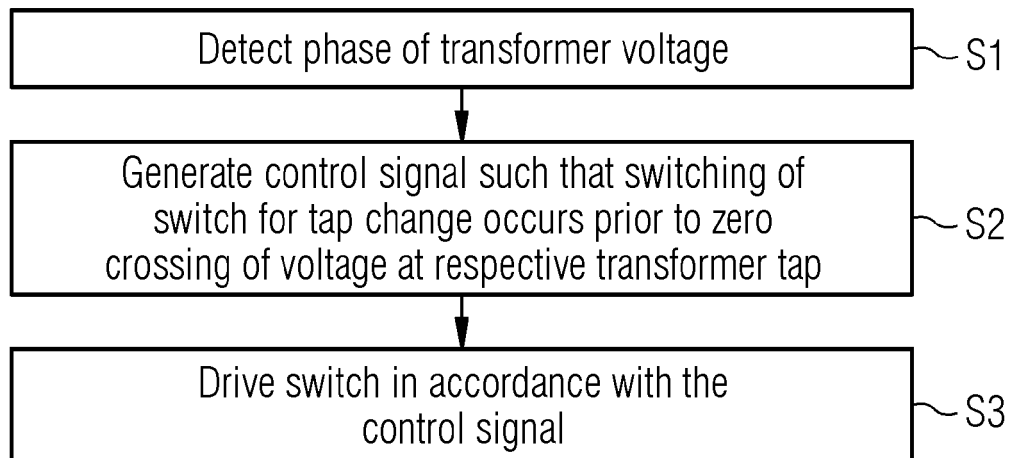 Detect phase of transformer voltage
S1
Generate control signal such that switching of
switch for tap change occurs prior to zero
crossing of voltage at respective transformer tap
S2
Drive switch in accordance with the
control signal
S3